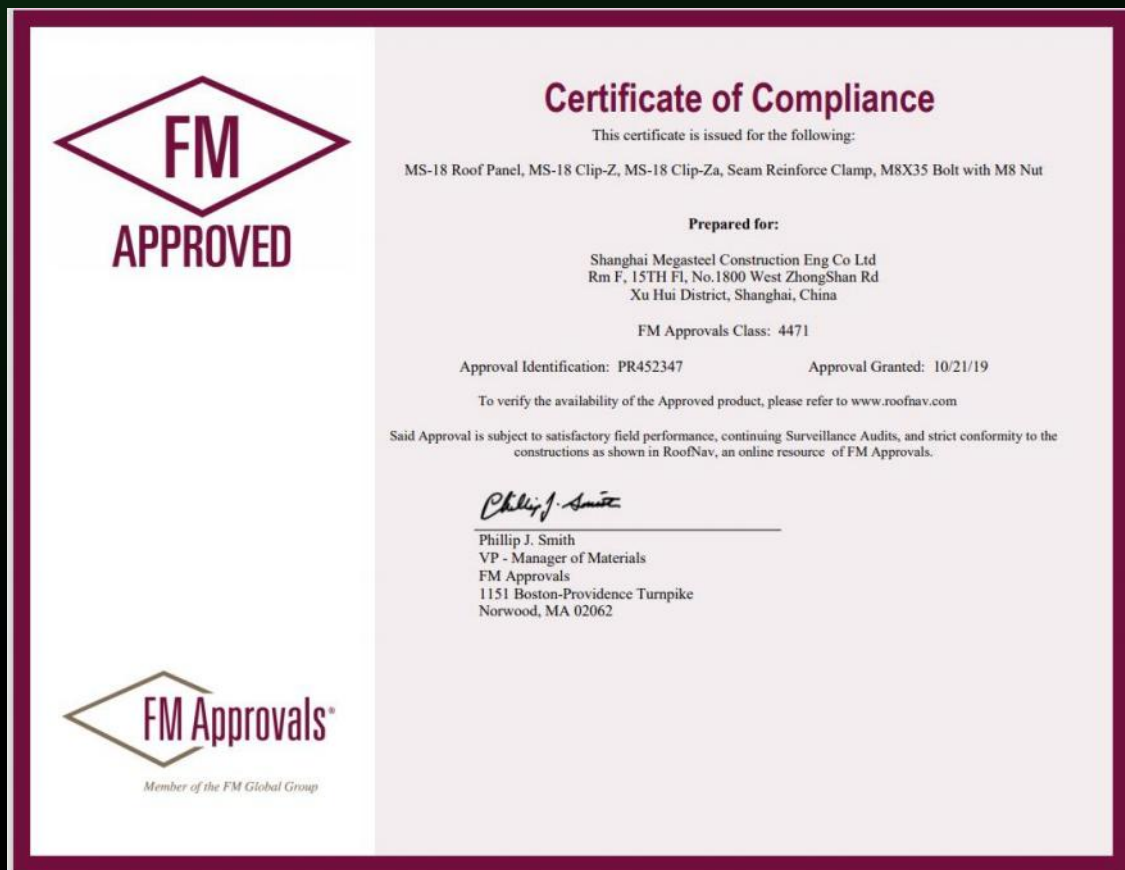 FM
APPROVED
Certificate of Compliance
This certificate is issued for the following:
MS-18 Roof Panel, MS-18 Clip-Z, MS-18 Clip-Za, Seam Reinforce Clamp, M8X35 Bolt with M8 Nut
Prepared for:
Shanghai Megasteel Construction Eng Co Ltd
Rm F, 15TH Fl, No.1800 West ZhongShan Rd
Xu Hui District, Shanghai, China
FM Approvals Class: 4471
Approval Identification: PR452347 Approval Granted: 10/21/19
To verify the availability of the Approved product, please refer to www.roofnav.com
Said Approval is subject to satisfactory field performance, continuing Surveillance Audits, and strict conformity to the
constructions as shown in RoofNav, an online resource of FM Approvals.
Phillip J. Smith
Phillip J. Smith
VP - Manager of Materials
FM Approvals
1151 Boston-Providence Turnpike
Norwood, MA 02062
FM Approvals®
Member of the FM Global Group